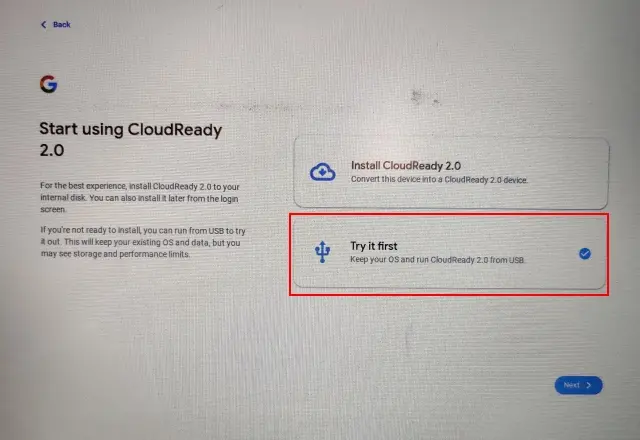 Back
Start using CloudReady
2.0
For the best experience, install CloudReady 2.0 to your
internal disk. You can also install it later from the login
screen.
If you're not ready to install, you can run from USB to try
it out. This will keep your existing OS and data, but you
may see storage and performance limits.
Install CloudReady 2.0
Convert this device into a CloudReady 2.0 device.
Try it first
Keep your OS and run CloudReady 2.0 from USB.
Next